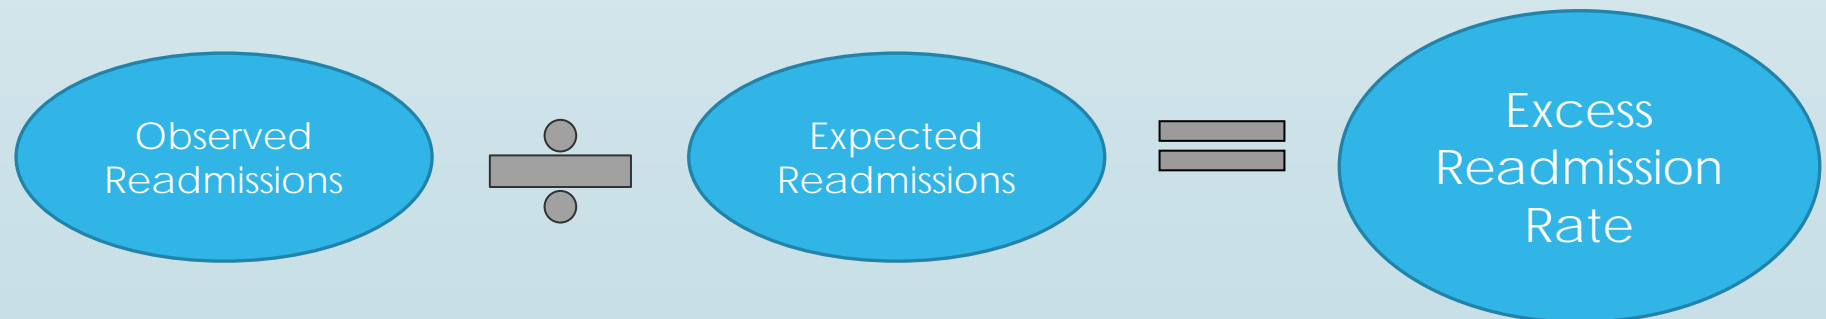 Observed
Readmissions
Expected
Readmissions
Excess
Readmission
Rate